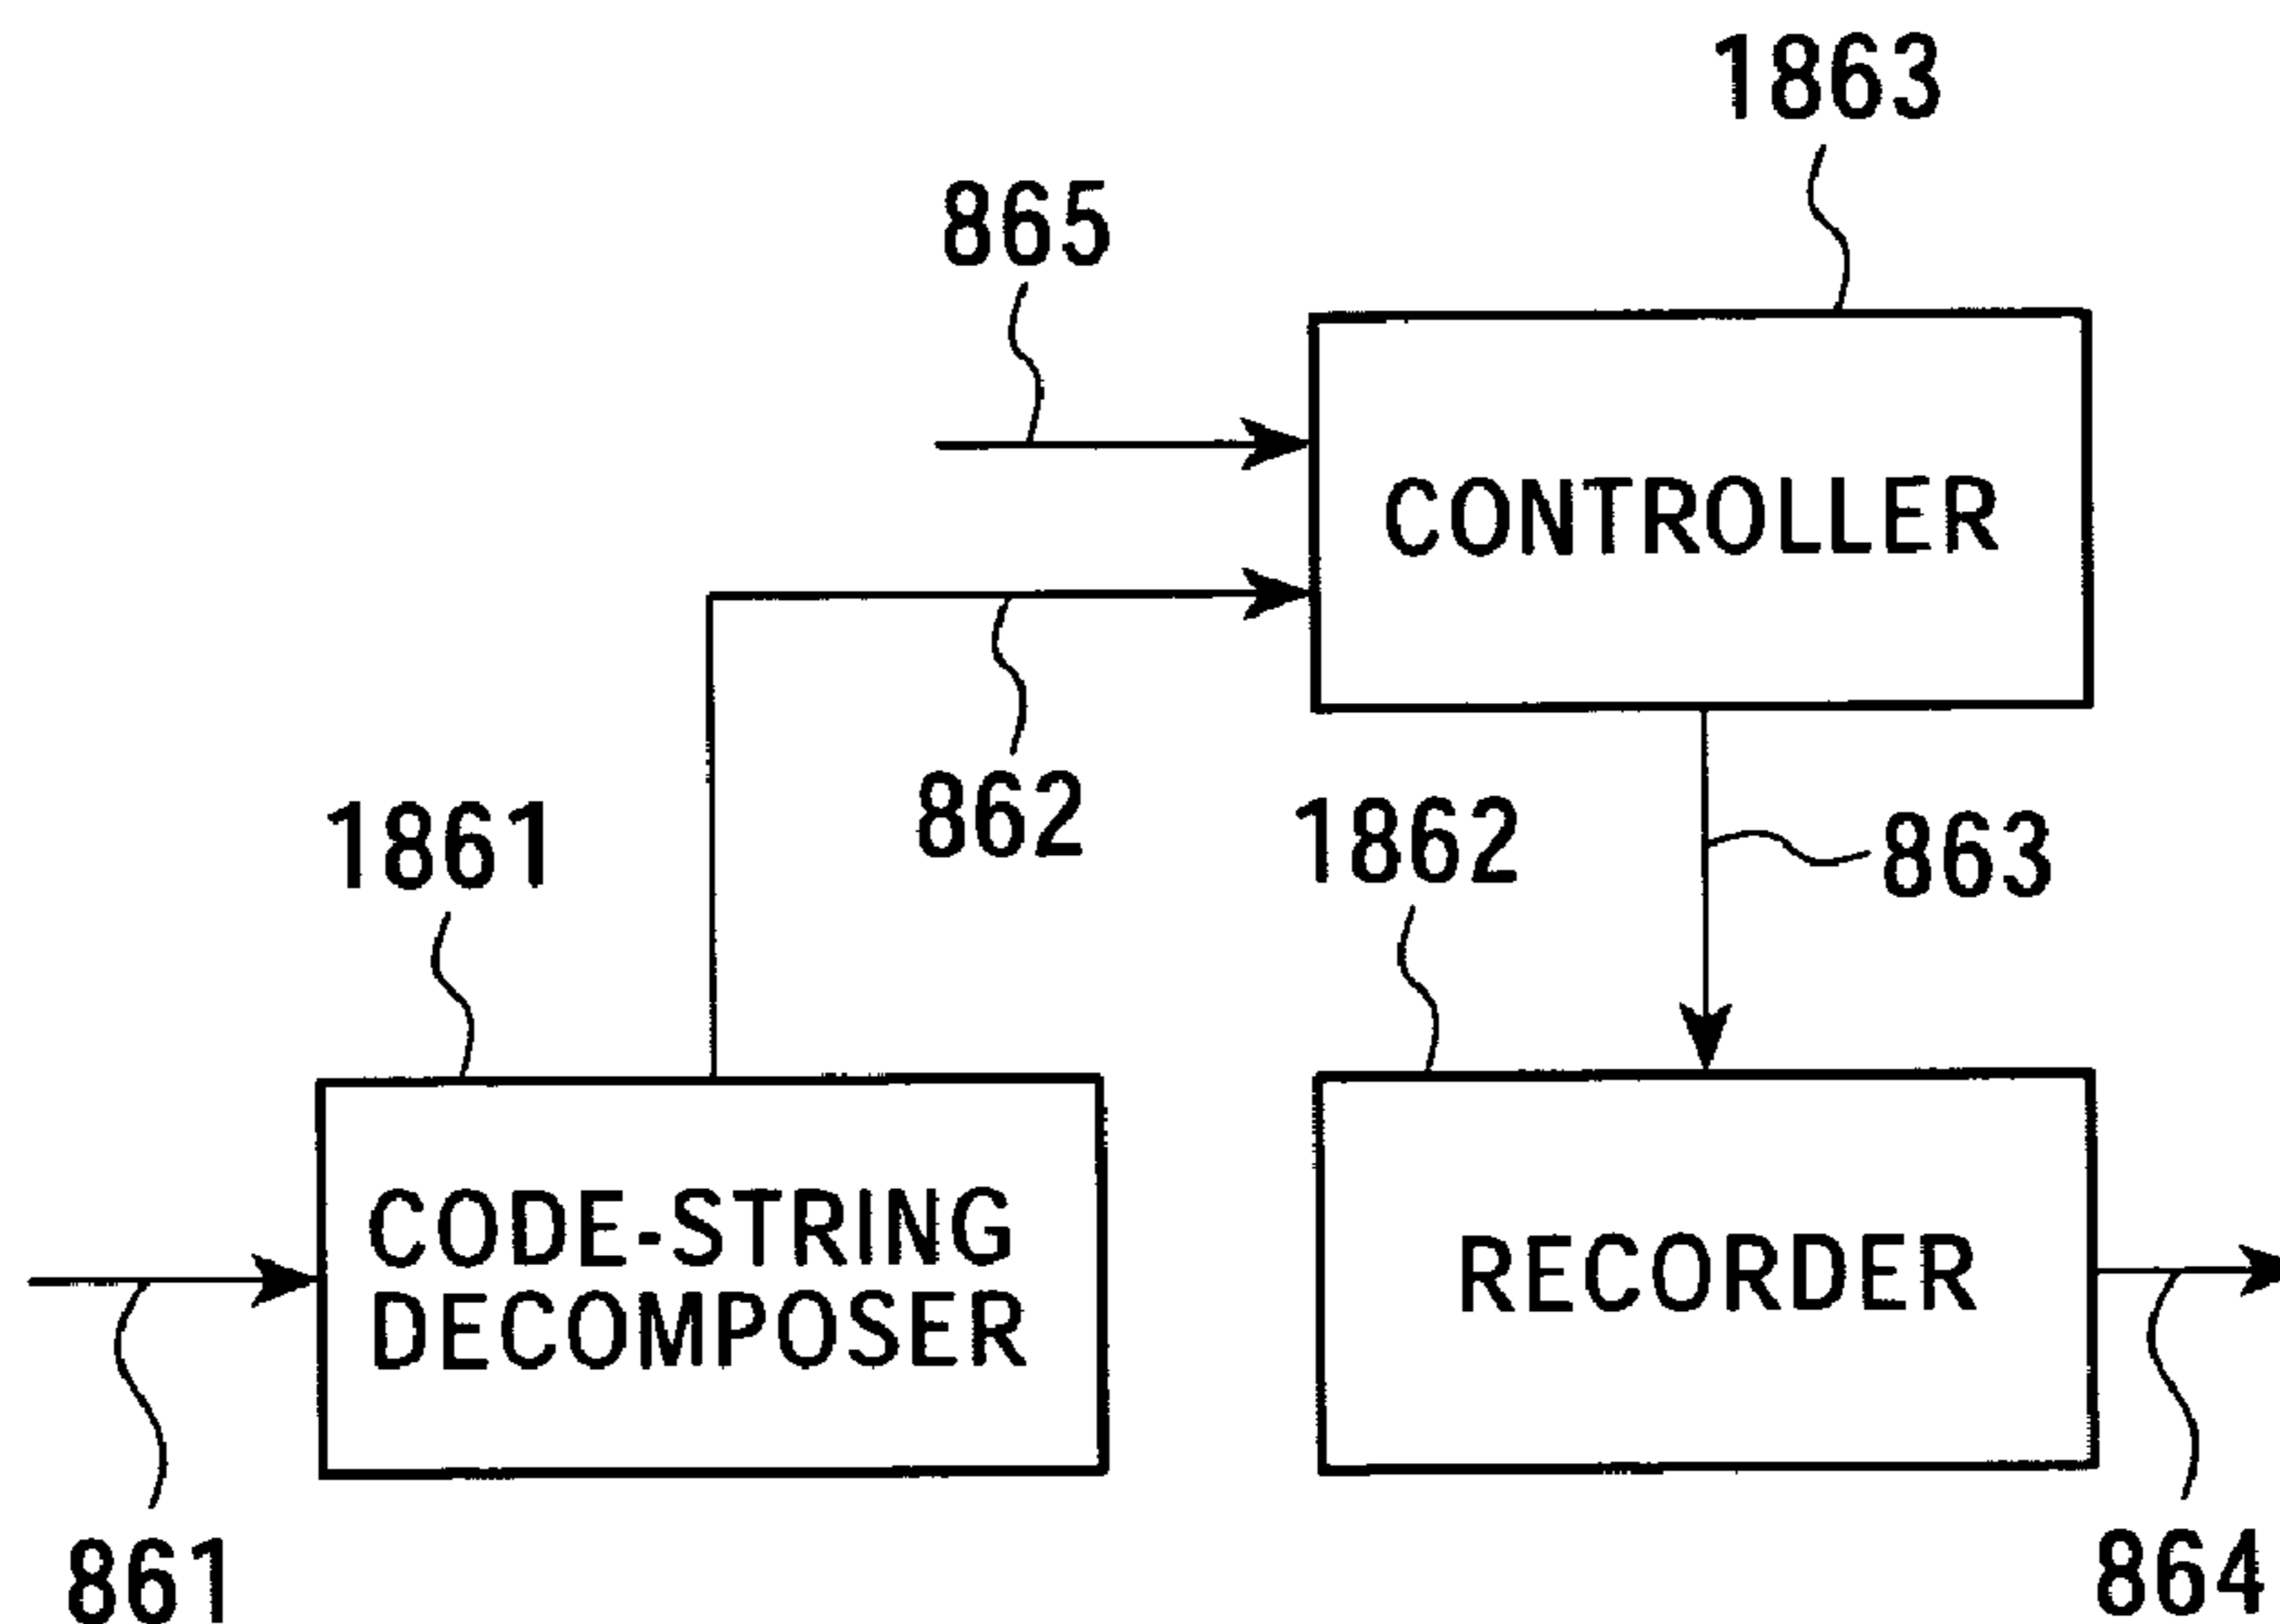 1863
865
CONTROLLER
862
1861
1862
863
CODE-STRING
DECOMPOSER
RECORDER
861
864